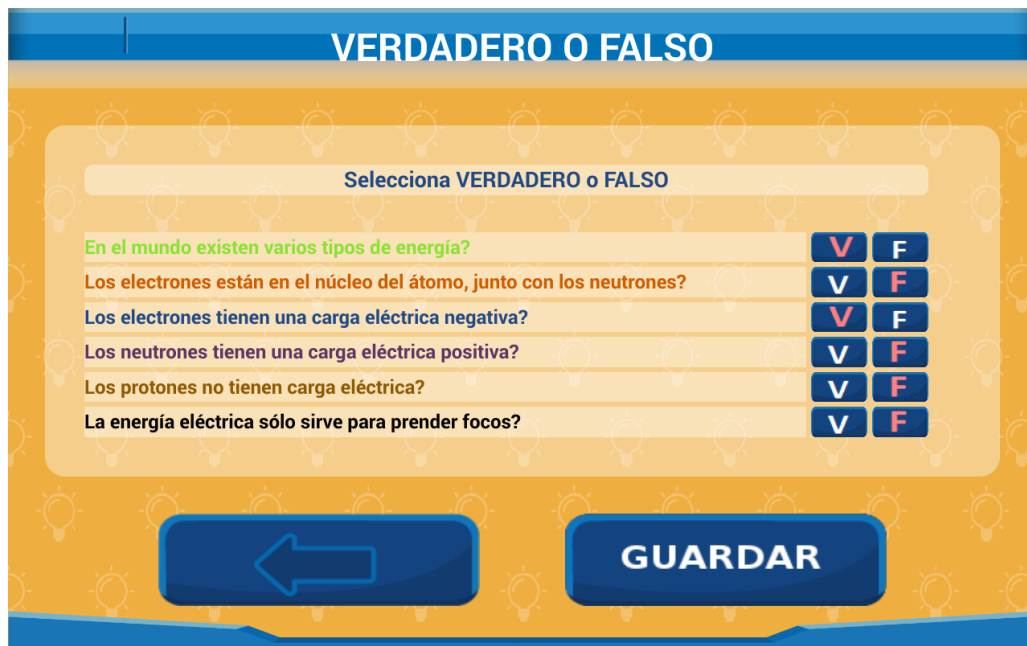 VERDADERO O FALSO
Selecciona VERDADERO o FALSO
En el mundo existen varios tipos de energía? V F
Los electrones están en el núcleo del átomo, junto con los neutrones? V F
Los electrones tienen una carga eléctrica negativa? V F
Los neutrones tienen una carga eléctrica positiva? V F
Los protones no tienen carga eléctrica? V F
La energía eléctrica sólo sirve para prender focos? V F
GUARDAR